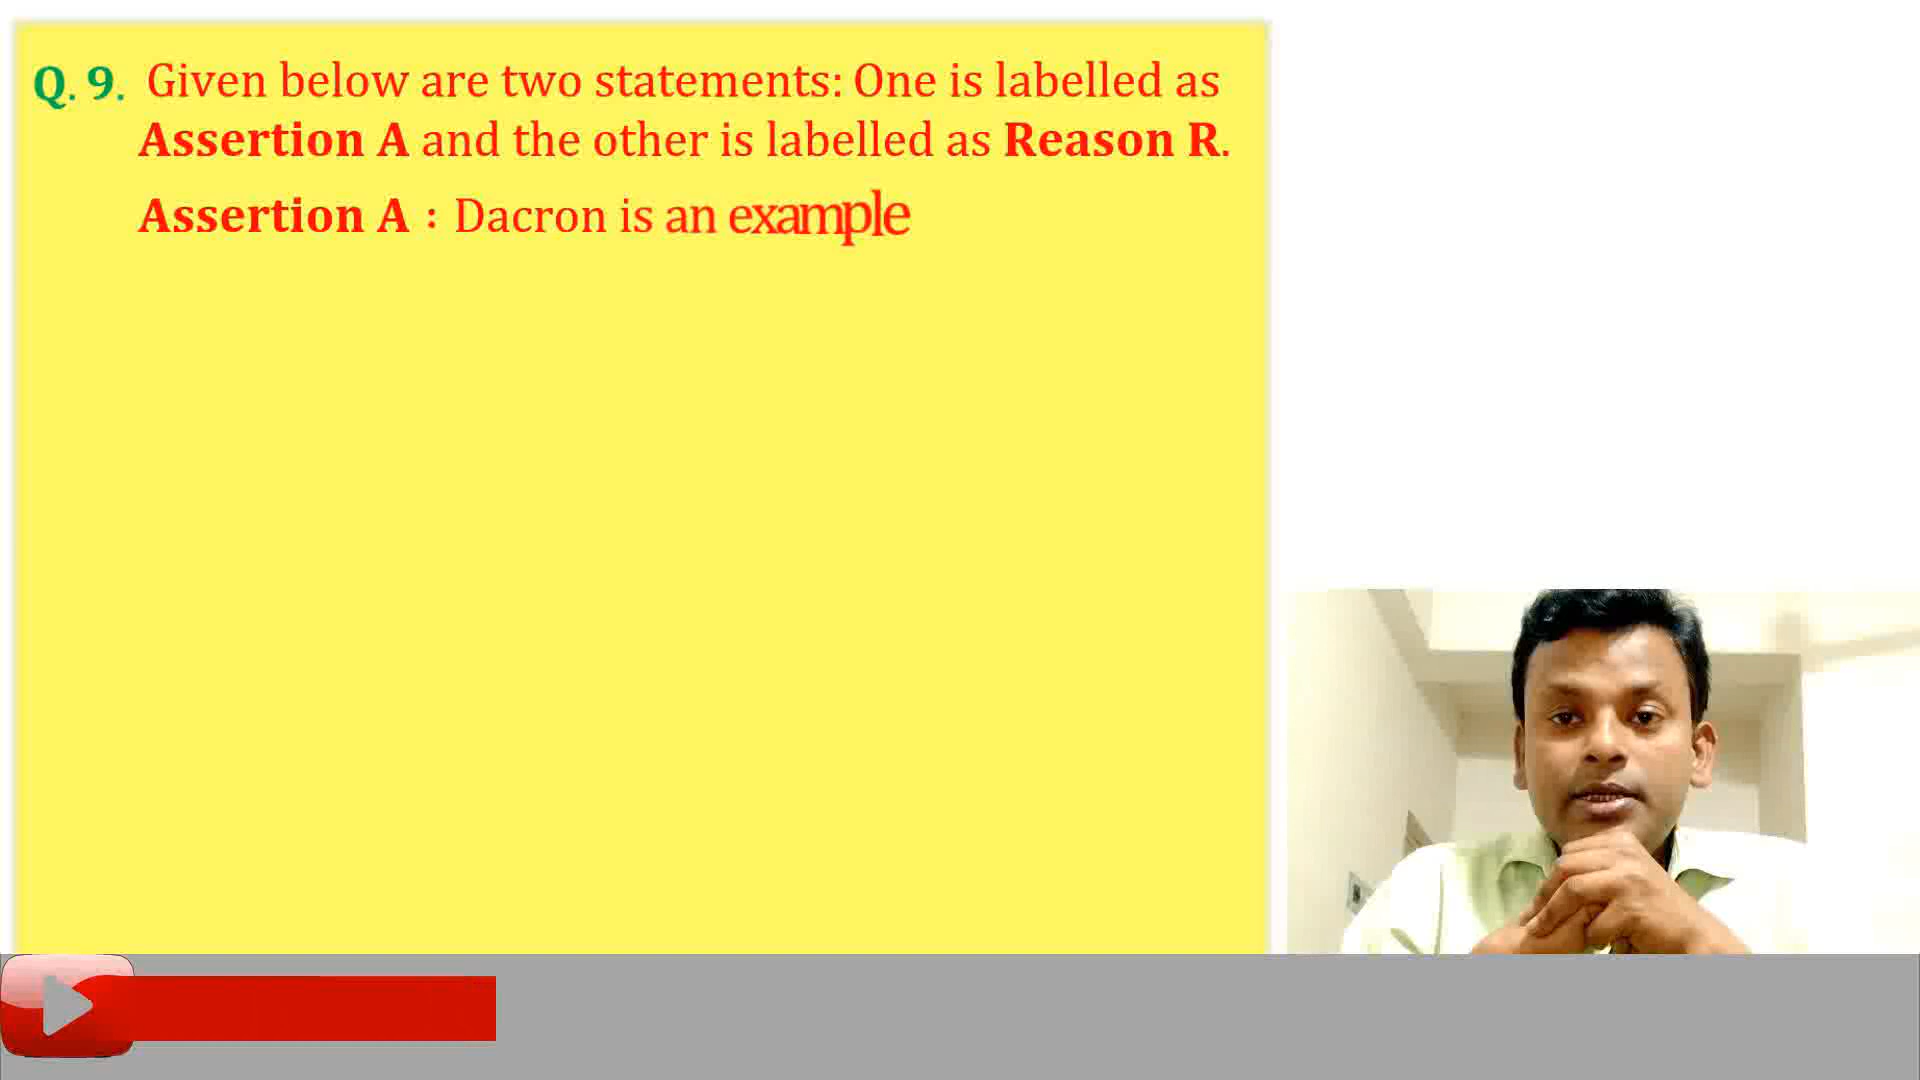 Q. 9. Given below are two statements: One is labelled as
Assertion A and the other is labelled as Reason R.
Assertion A : Dacron is an example